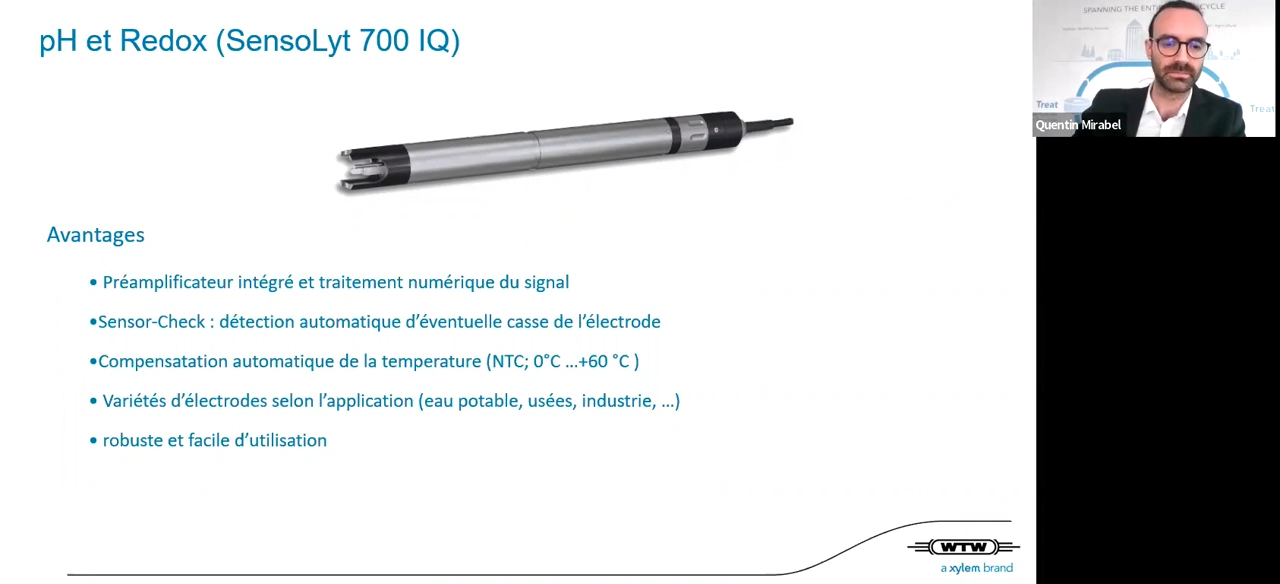 pH et Redox (SensoLyt 700 IQ)
SPANNING THE ENTI CYCLE
Treat
Treat
Quentin Mirabel
Avantages
• Préamplificateur intégré et traitement numérique du signal
•Sensor-Check : détection automatique d’éventuelle casse de l’électrode
•Compensatation automatique de la temperature (NTC; 0°C ...+60 °C )
• Variétés d’électrodes selon l’application (eau potable, usées, industrie, ...)
• robuste et facile d’utilisation
WTW
a xylem brand